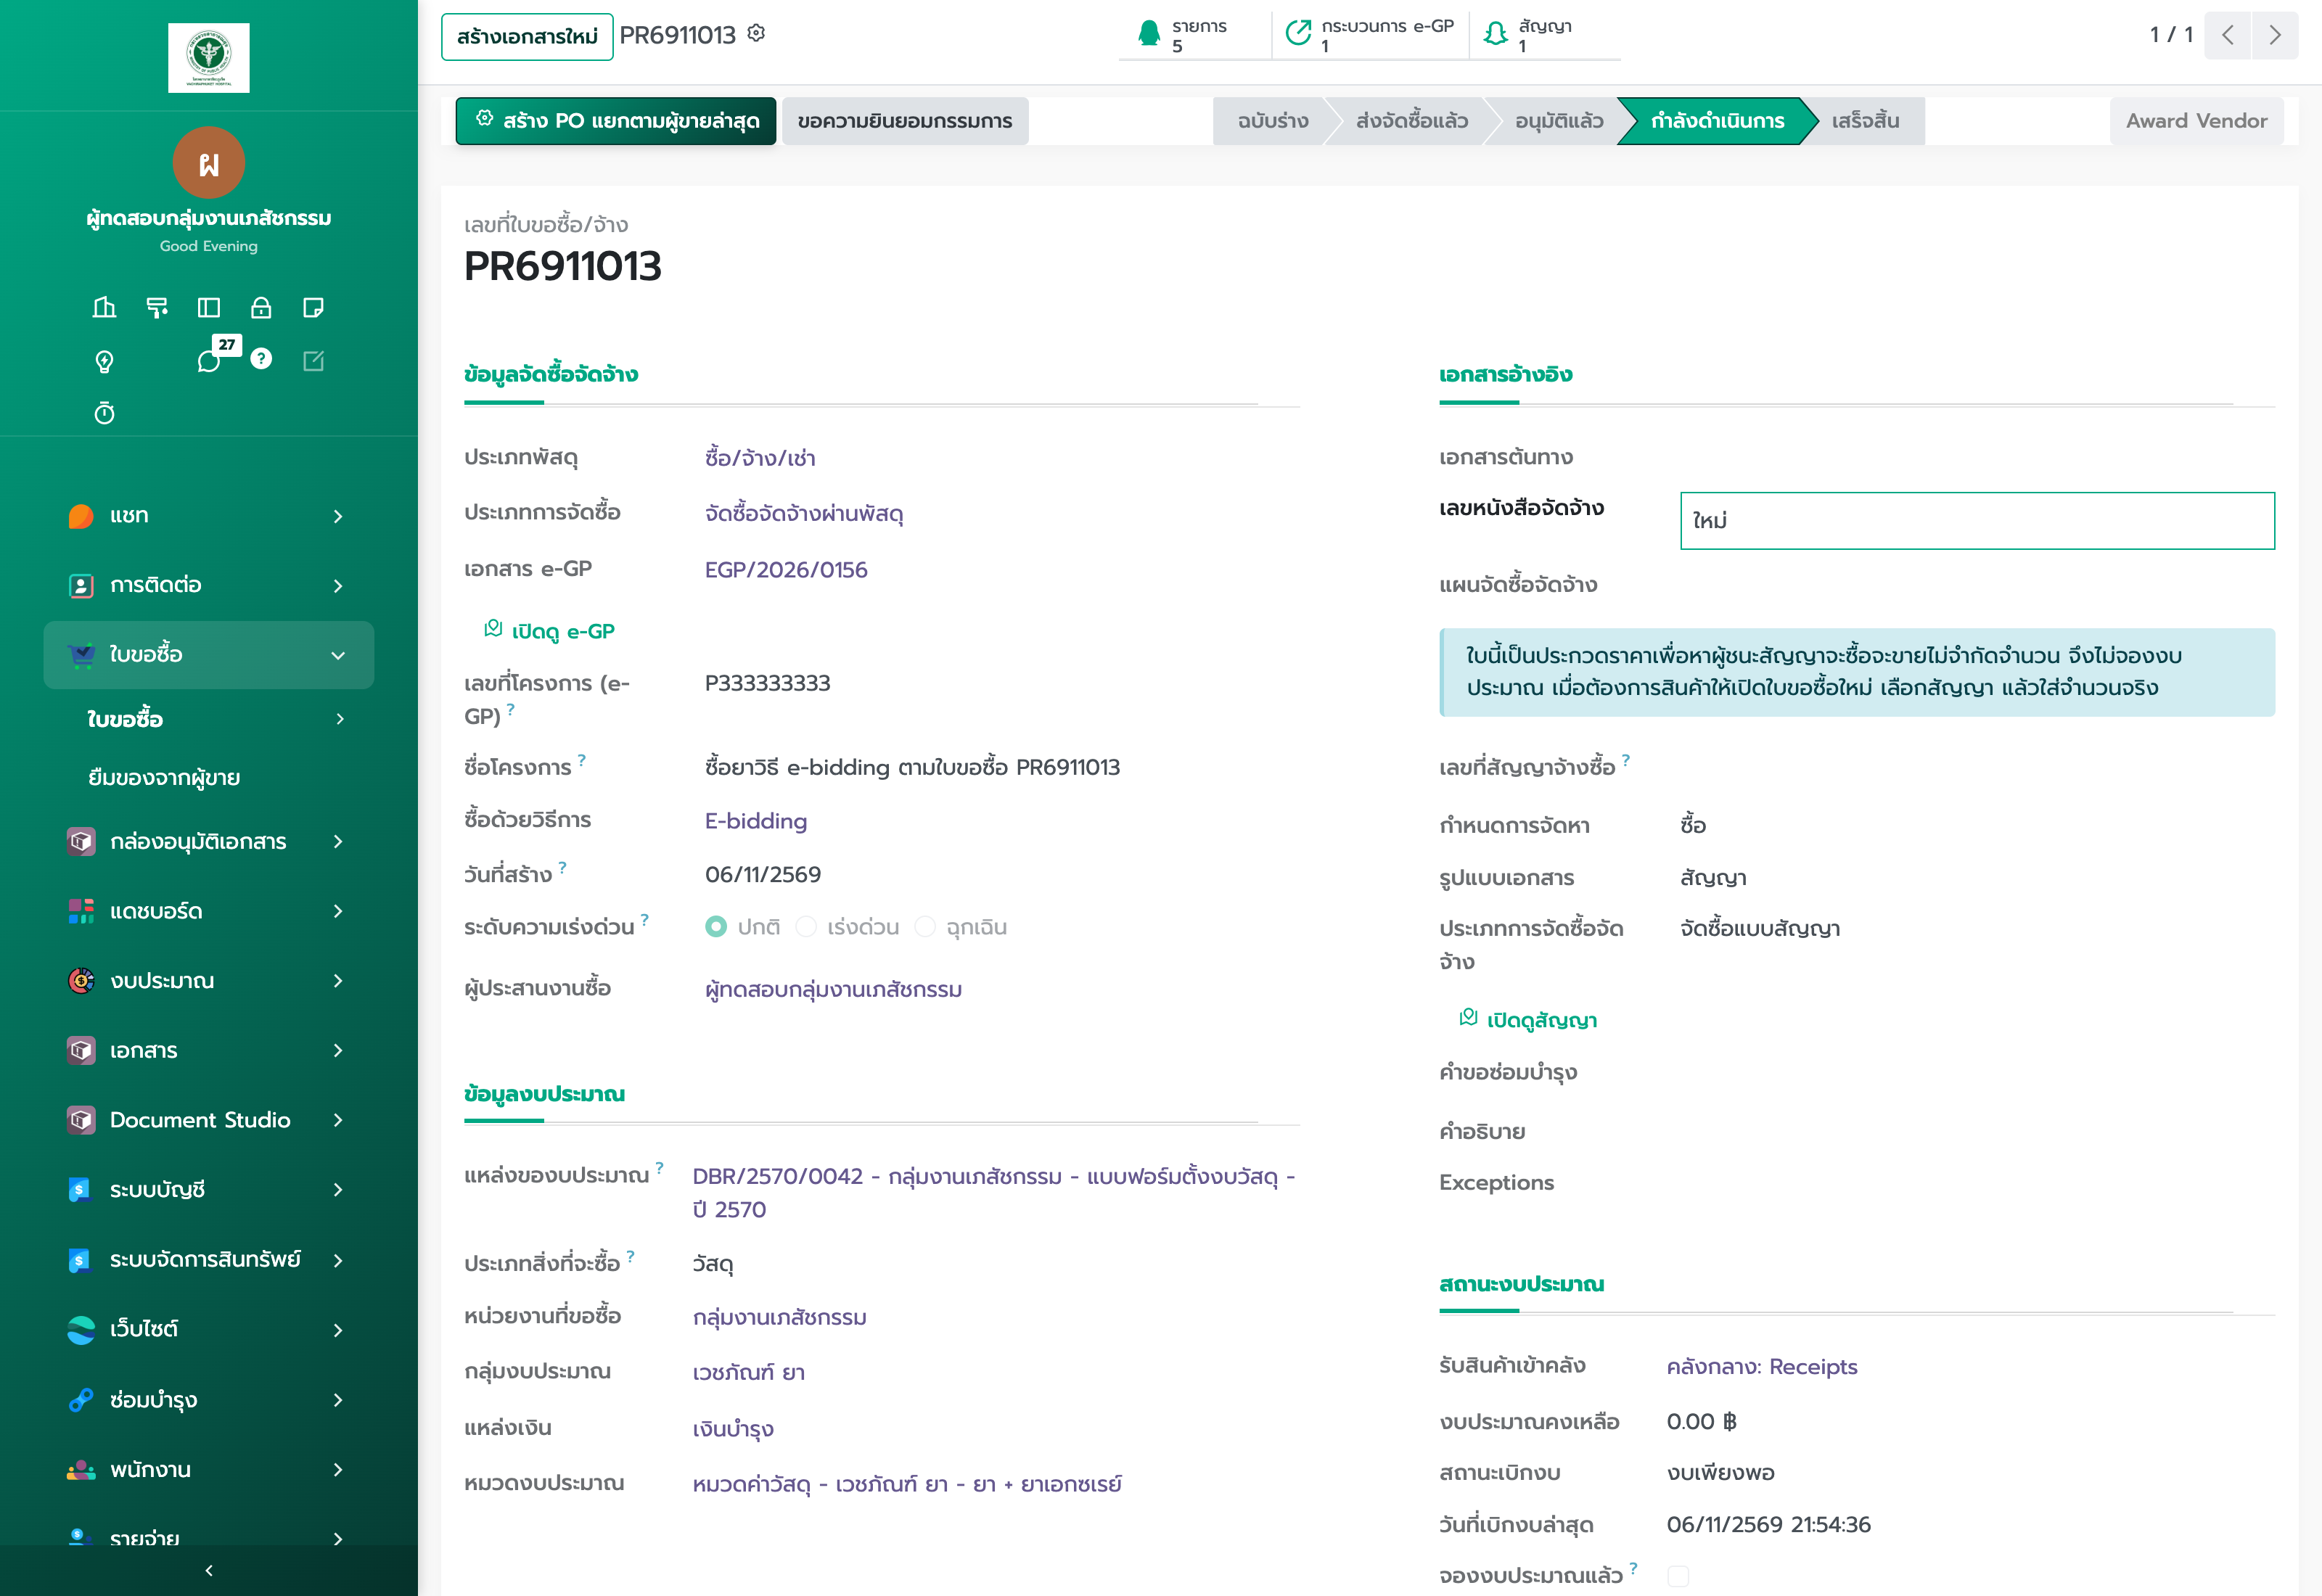 สร้างเอกสารใหม่
PR6911013
รายการ
5
กระบวนการ e-GP
1
สัญญา
1
1 / 1
สร้าง PO แยกตามผู้ขายล่าสุด
ขอความยินยอมกรรมการ
ฉบับร่าง
ส่งจัดซื้อแล้ว
อนุมัติแล้ว
กำลังดำเนินการ
เสร็จสิ้น
Award Vendor
ผ
ผู้ทดสอบกลุ่มงานเภสัชกรรม
Good Evening
27
แชท
การติดต่อ
ใบขอซื้อ
ใบขอซื้อ
ยืมของจากผู้ขาย
กล่องอนุมัติเอกสาร
แดชบอร์ด
งบประมาณ
เอกสาร
Document Studio
ระบบบัญชี
ระบบจัดการสินทรัพย์
เว็บไซต์
ซ่อมบำรุง
พนักงาน
รายจ่าย
เลขที่ใบขอซื้อ/จ้าง
PR6911013
ข้อมูลจัดซื้อจัดจ้าง
ประเภทพัสดุ ซื้อ/จ้าง/เช่า
ประเภทการจัดซื้อ จัดซื้อจัดจ้างผ่านพัสดุ
เอกสาร e-GP EGP/2026/0156
เปิดดู e-GP
เลขที่โครงการ (e-
GP) ? P333333333
ชื่อโครงการ ? ซื้อยาวิธี e-bidding ตามใบขอซื้อ PR6911013
ซื้อด้วยวิธีการ E-bidding
วันที่สร้าง ? 06/11/2569
ระดับความเร่งด่วน ? ปกติ เร่งด่วน ฉุกเฉิน
ผู้ประสานงานซื้อ ผู้ทดสอบกลุ่มงานเภสัชกรรม
ข้อมูลงบประมาณ
แหล่งของงบประมาณ ? DBR/2570/0042 - กลุ่มงานเภสัชกรรม - แบบฟอร์มตั้งงบวัสดุ -
ปี 2570
ประเภทสิ่งที่จะซื้อ ? วัสดุ
หน่วยงานที่ขอซื้อ กลุ่มงานเภสัชกรรม
กลุ่มงบประมาณ เวชภัณฑ์ ยา
แหล่งเงิน เงินบำรุง
หมวดงบประมาณ หมวดค่าวัสดุ - เวชภัณฑ์ ยา - ยา + ยาเอกซเรย์
เอกสารอ้างอิง
เอกสารต้นทาง
เลขหนังสือจัดจ้าง ใหม่
แผนจัดซื้อจัดจ้าง
ใบนี้เป็นประกวดราคาเพื่อหาผู้ชนะสัญญาจะซื้อจะขายไม่จำกัดจำนวน จึงไม่จองงบ
ประมาณ เมื่อต้องการสินค้าให้เปิดใบขอซื้อใหม่ เลือกสัญญา แล้วใส่จำนวนจริง
เลขที่สัญญาจ้างซื้อ ?
กำหนดการจัดหา ซื้อ
รูปแบบเอกสาร สัญญา
ประเภทการจัดซื้อจัด จัดซื้อแบบสัญญา
จ้าง
เปิดดูสัญญา
คำขอซ่อมบำรุง
คำอธิบาย
Exceptions
สถานะงบประมาณ
รับสินค้าเข้าคลัง คลังกลาง: Receipts
งบประมาณคงเหลือ 0.00 ฿
สถานะเบิกงบ งบเพียงพอ
วันที่เบิกงบล่าสุด 06/11/2569 21:54:36
จองงบประมาณแล้ว ?